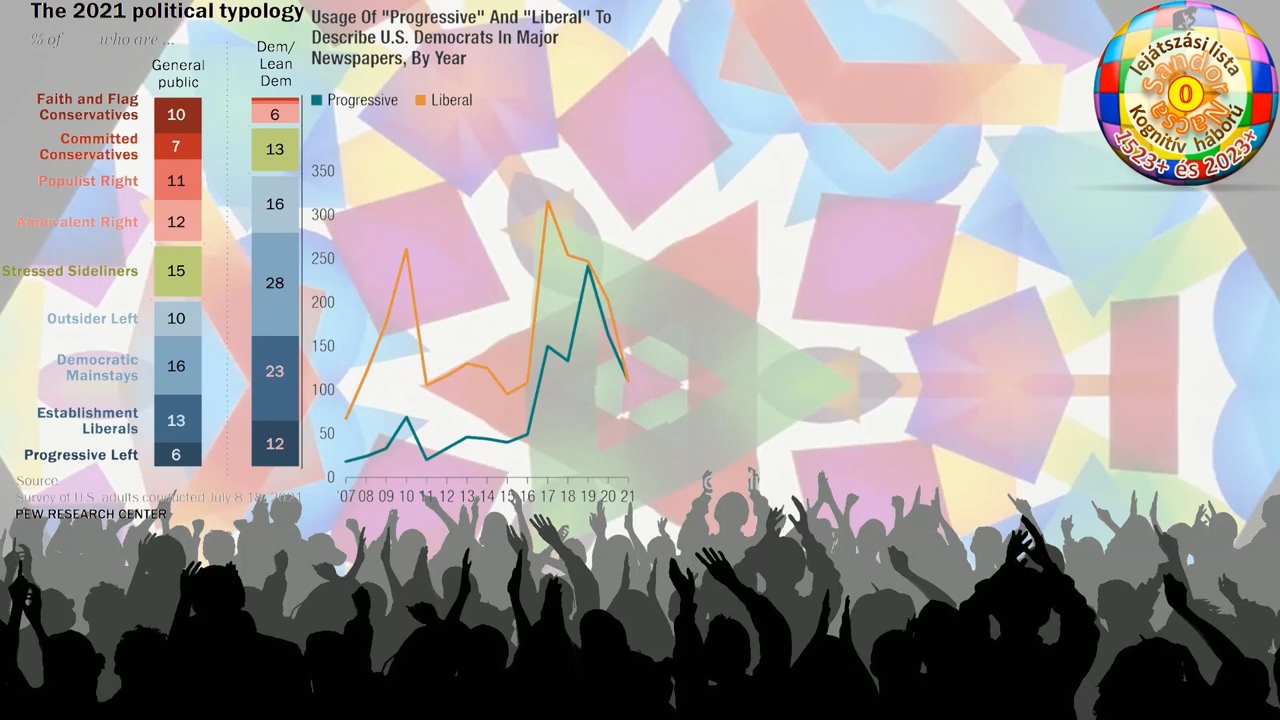 The 2021 political typology
% of who are ...
General
public
Dem/
Lean
Dem
Faith and Flag
Conservatives
10
6
Committed
Conservatives
7
13
Populist Right
11
Ambivalent Right
12
16
Stressed Sideliners
15
28
Outsider Left
10
Democratic
Mainstays
16
23
Establishment
Liberals
13
12
Progressive Left
6
Source
Survey of U.S. adults conducted July 8-18, 2021
PEW RESEARCH CENTER
Usage Of "Progressive" And "Liberal" To
Describe U.S. Democrats In Major
Newspapers, By Year
Progressive Liberal
350
300
250
200
150
100
50
0
'07 08 09 10 11 12 13 14 15 16 17 18 19 20 21
lejátszási lista
Sándor
0
Nacsa
kognitív háború
1523+ és 2023+